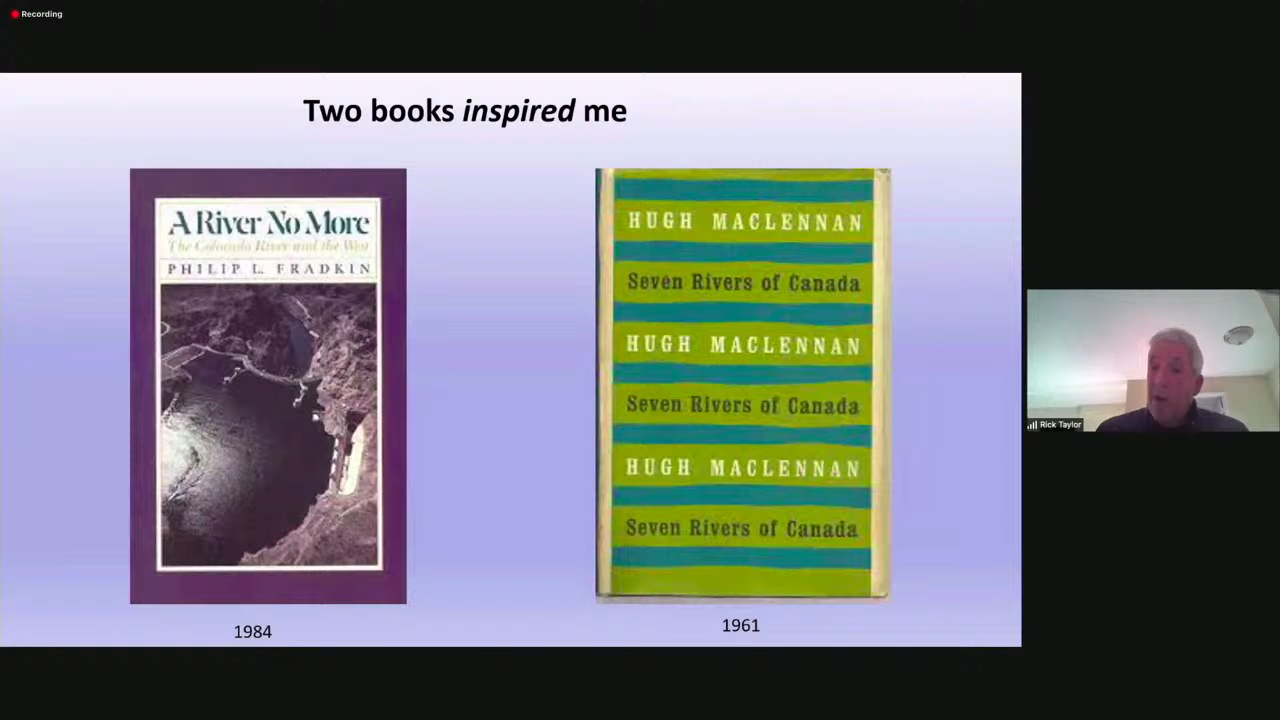 Recording
Two books inspired me
A River No More
The Colorado River and the West
PHILIP L. FRADKIN
HUGH MACLENNAN
Seven Rivers of Canada
HUGH MACLENNAN
Seven Rivers of Canada
HUGH MACLENNAN
Seven Rivers of Canada
1984
1961
Rick Taylor